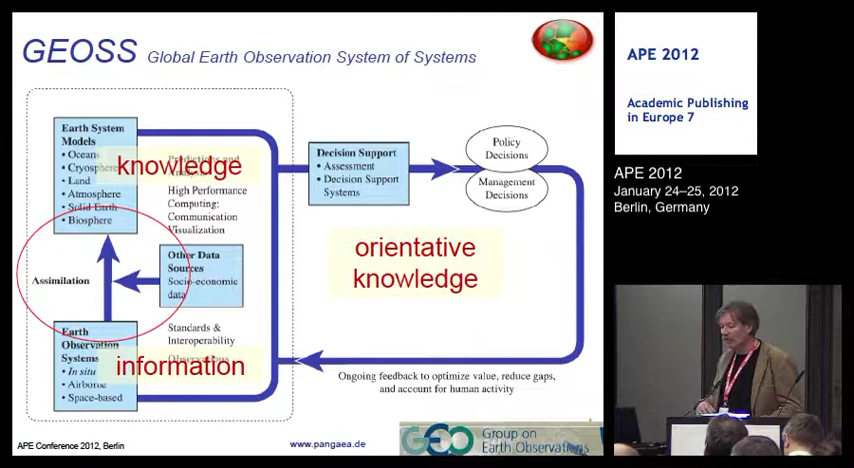 GEOSS Global Earth Observation System of Systems
Earth System
Models
• Ocean
• Cryosphere
• Land
• Atmosphere
• Solid Earth
• Biosphere
knowledge
Predictions and
High Performance
Computing:
Communication
Visualization
Assimilation
Other Data
Sources
Socio-economic
data
Earth
Observation
Systems
• In situ
• Airborne
• Space-based
information
Standards &
Interoperability
Observations
Decision Support
• Assessment
• Decision Support
Systems
Policy
Decisions
Management
Decisions
orientative
knowledge
Ongoing feedback to optimize value, reduce gaps,
and account for human activity
APE Conference 2012, Berlin
www.pangaea.de
GEO
Group on
Earth Observations
APE 2012
Academic Publishing
in Europe 7
APE 2012
January 24–25, 2012
Berlin, Germany